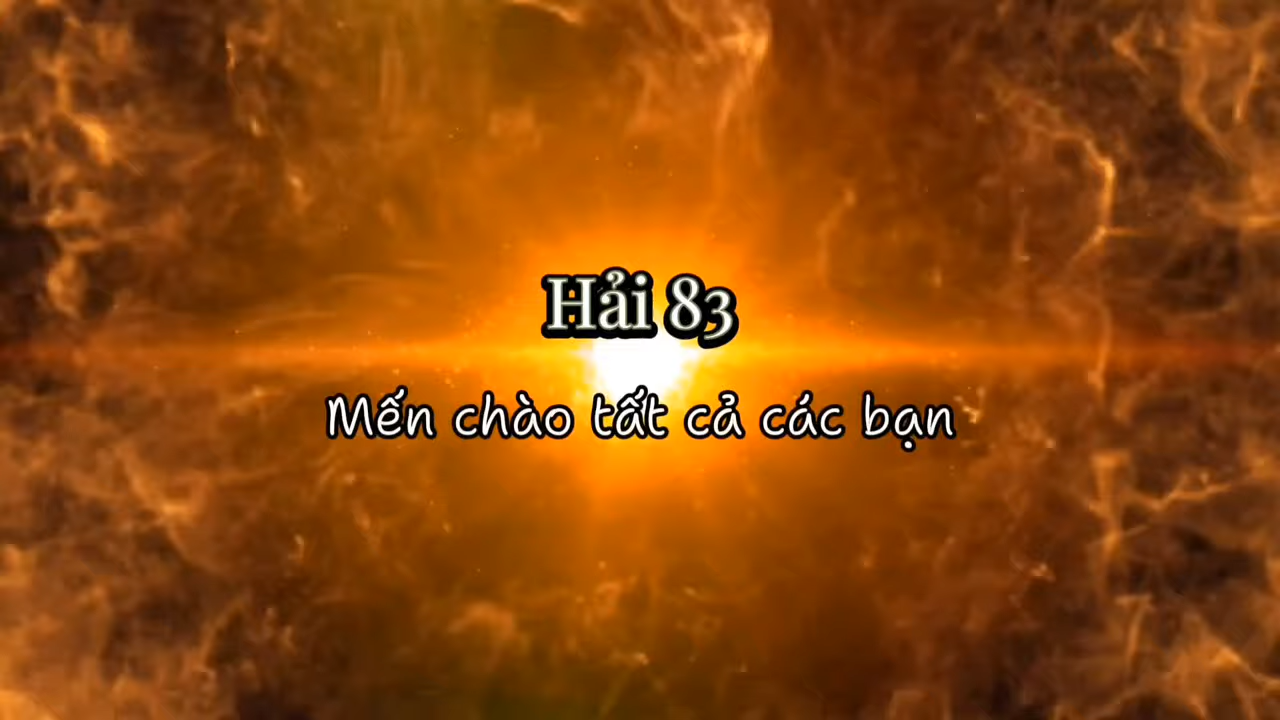 Hải 83
Mến chào tất cả các bạn